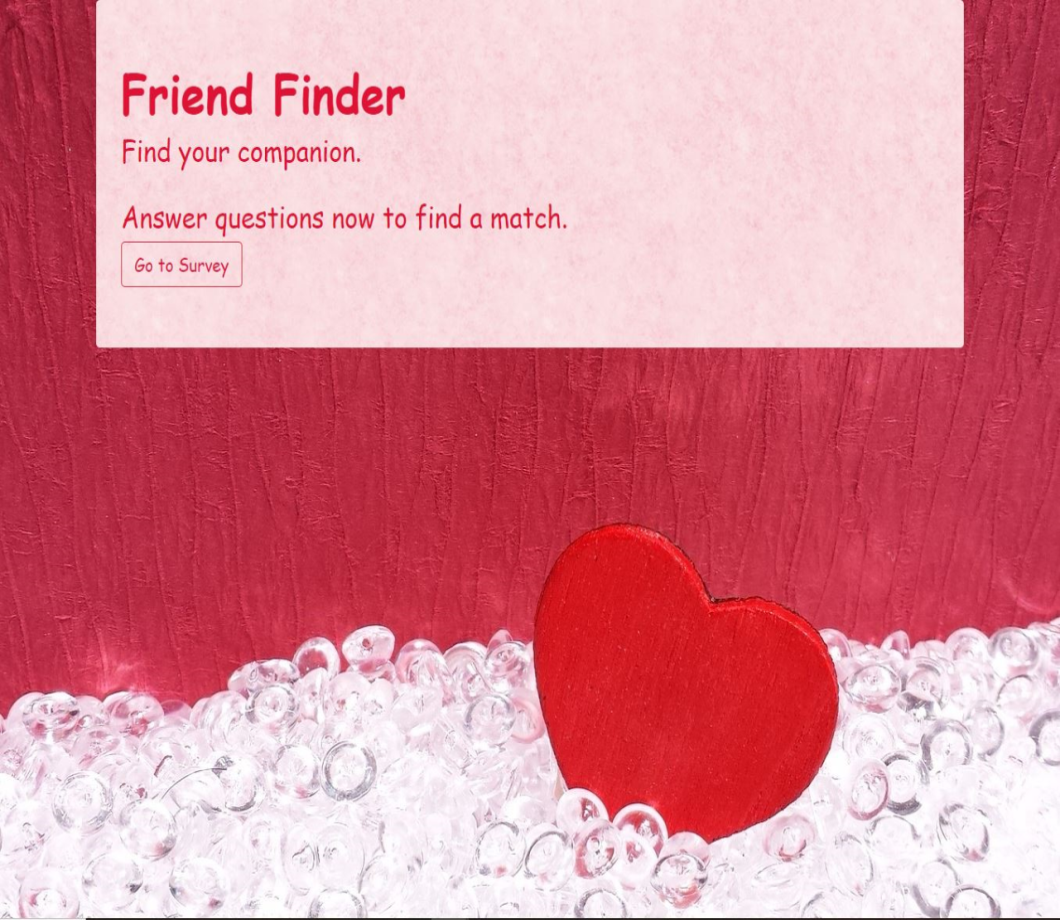 Friend Finder
Find your companion.
Answer questions now to find a match.
Go to Survey